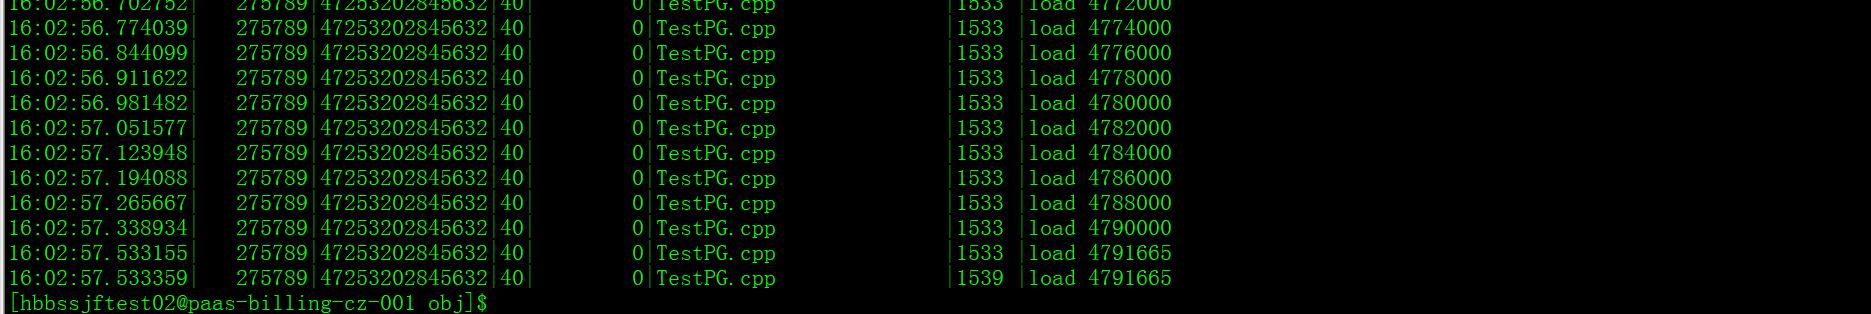 16:02:56.702752|   275789|47253202845632|40|        0|TestPG.cpp              |1533 |load 4772000
16:02:56.774039|   275789|47253202845632|40|        0|TestPG.cpp              |1533 |load 4774000
16:02:56.844099|   275789|47253202845632|40|        0|TestPG.cpp              |1533 |load 4776000
16:02:56.911622|   275789|47253202845632|40|        0|TestPG.cpp              |1533 |load 4778000
16:02:56.981482|   275789|47253202845632|40|        0|TestPG.cpp              |1533 |load 4780000
16:02:57.051577|   275789|47253202845632|40|        0|TestPG.cpp              |1533 |load 4782000
16:02:57.123948|   275789|47253202845632|40|        0|TestPG.cpp              |1533 |load 4784000
16:02:57.194088|   275789|47253202845632|40|        0|TestPG.cpp              |1533 |load 4786000
16:02:57.265667|   275789|47253202845632|40|        0|TestPG.cpp              |1533 |load 4788000
16:02:57.338934|   275789|47253202845632|40|        0|TestPG.cpp              |1533 |load 4790000
16:02:57.533155|   275789|47253202845632|40|        0|TestPG.cpp              |1533 |load 4791665
16:02:57.533359|   275789|47253202845632|40|        0|TestPG.cpp              |1539 |load 4791665
[hbbssjftest02@paas-billing-cz-001 obj]$